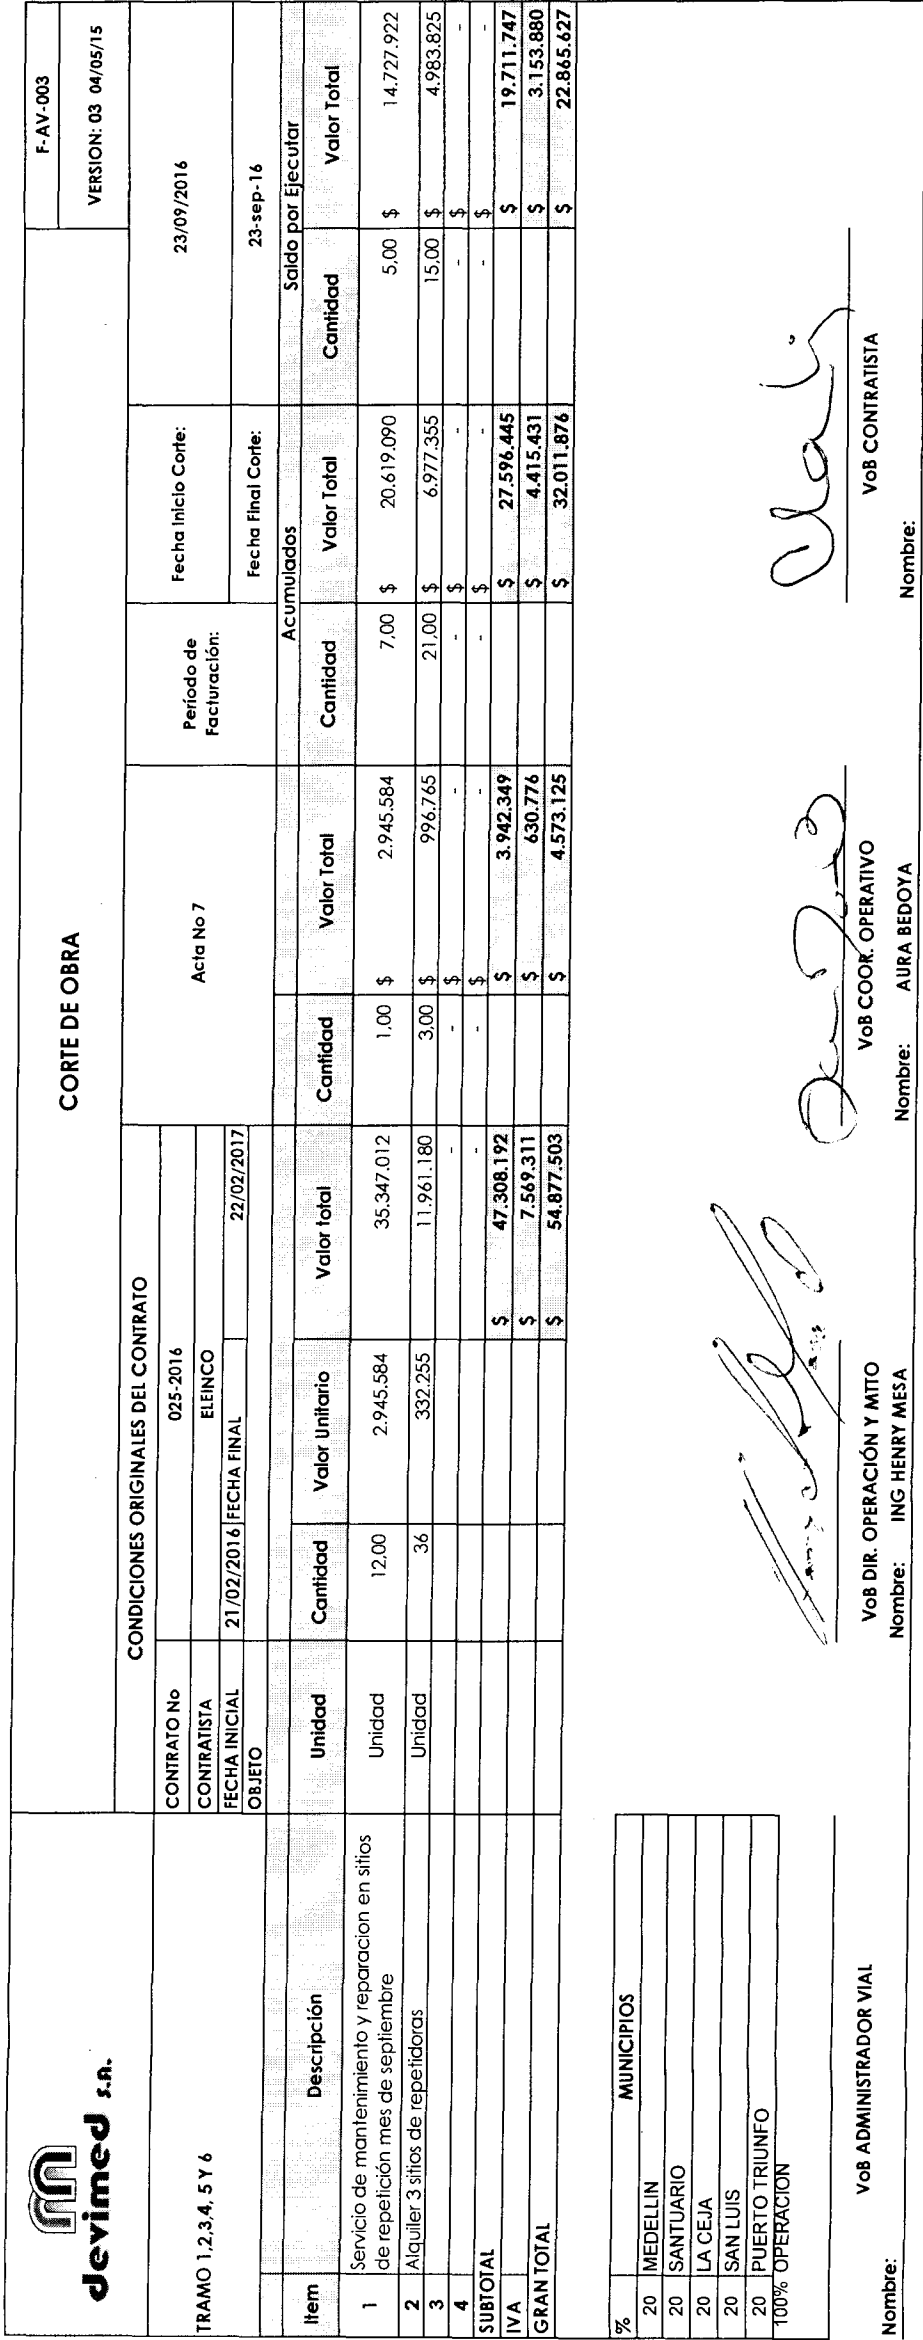 devimed s.a.
CORTE DE OBRA
F-AV-003
VERSION: 03 04/05/15
TRAMO 1,2,3,4, 5 Y 6
CONDICIONES ORIGINALES DEL CONTRATO
CONTRATO No 025-2016
CONTRATISTA ELEINCO
FECHA INICIAL 21/02/2016 FECHA FINAL 22/02/2017
OBJETO
Acta No 7
Período de
Facturación:
Fecha Inicio Corte: 23/09/2016
Fecha Final Corte: 23-sep-16
Acumulados Saldo por Ejecutar
Item Descripción Unidad Cantidad Valor Unitario Valor total Cantidad Valor Total Cantidad Valor Total Cantidad Valor Total
1 Servicio de mantenimiento y reparacion en sitios
de repetición mes de septiembre Unidad 12,00 2.945.584 35.347.012 1,00 $ 2.945.584 7,00 $ 20.619.090 5,00 $ 14.727.922
2 Alquiler 3 sitios de repetidoras Unidad 36 332.255 11.961.180 3,00 $ 996.765 21,00 $ 6.977.355 15,00 $ 4.983.825
3 - - $ - - $ - - $ -
4 - - $ - - $ - - $ -
SUBTOTAL $ 47.308.192 $ 3.942.349 $ 27.596.445 $ 19.711.747
IVA $ 7.569.311 $ 630.776 $ 4.415.431 $ 3.153.880
GRAN TOTAL $ 54.877.503 $ 4.573.125 $ 32.011.876 $ 22.865.627
% MUNICIPIOS
20 MEDELLIN
20 SANTUARIO
20 LA CEJA
20 SAN LUIS
20 PUERTO TRIUNFO
100% OPERACION
VoB ADMINISTRADOR VIAL
Nombre:
VoB DIR. OPERACIÓN Y MTTO
Nombre: ING HENRY MESA
VoB COOR. OPERATIVO
Nombre: AURA BEDOYA
VoB CONTRATISTA
Nombre: